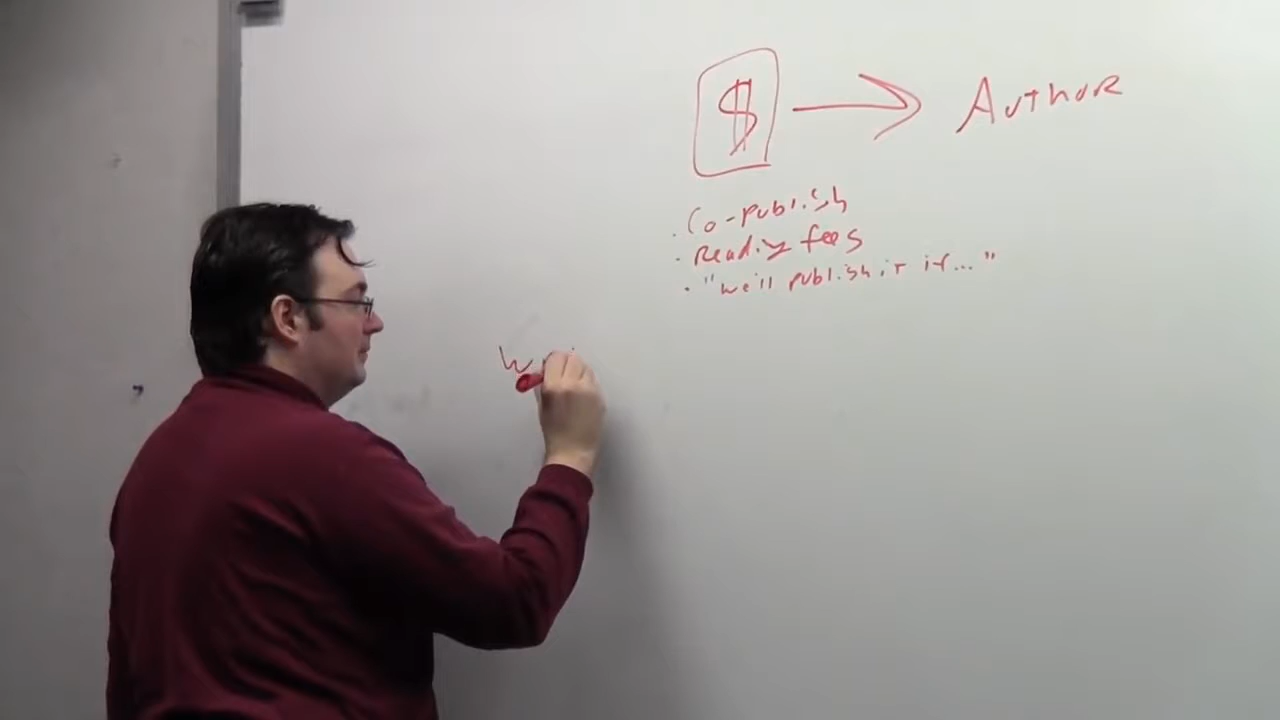 $ → Author
. Co-publish
. Reading fees
. "we'll publish it if..."
W